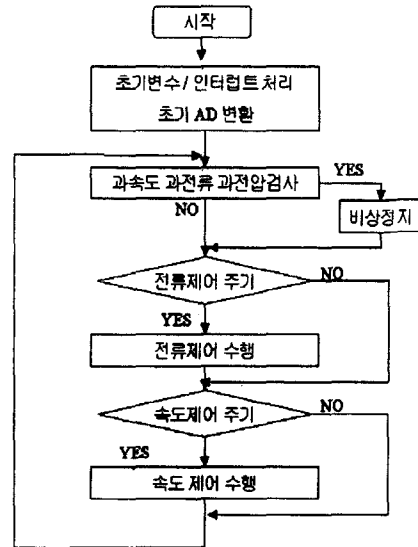 시작
초기변수 / 인터럽트 처리
초기 AD 변환
과속도 과전류 과전압검사
YES
NO
비상정지
전류제어 주기
NO
YES
전류제어 수행
속도제어 주기
NO
YES
속도 제어 수행